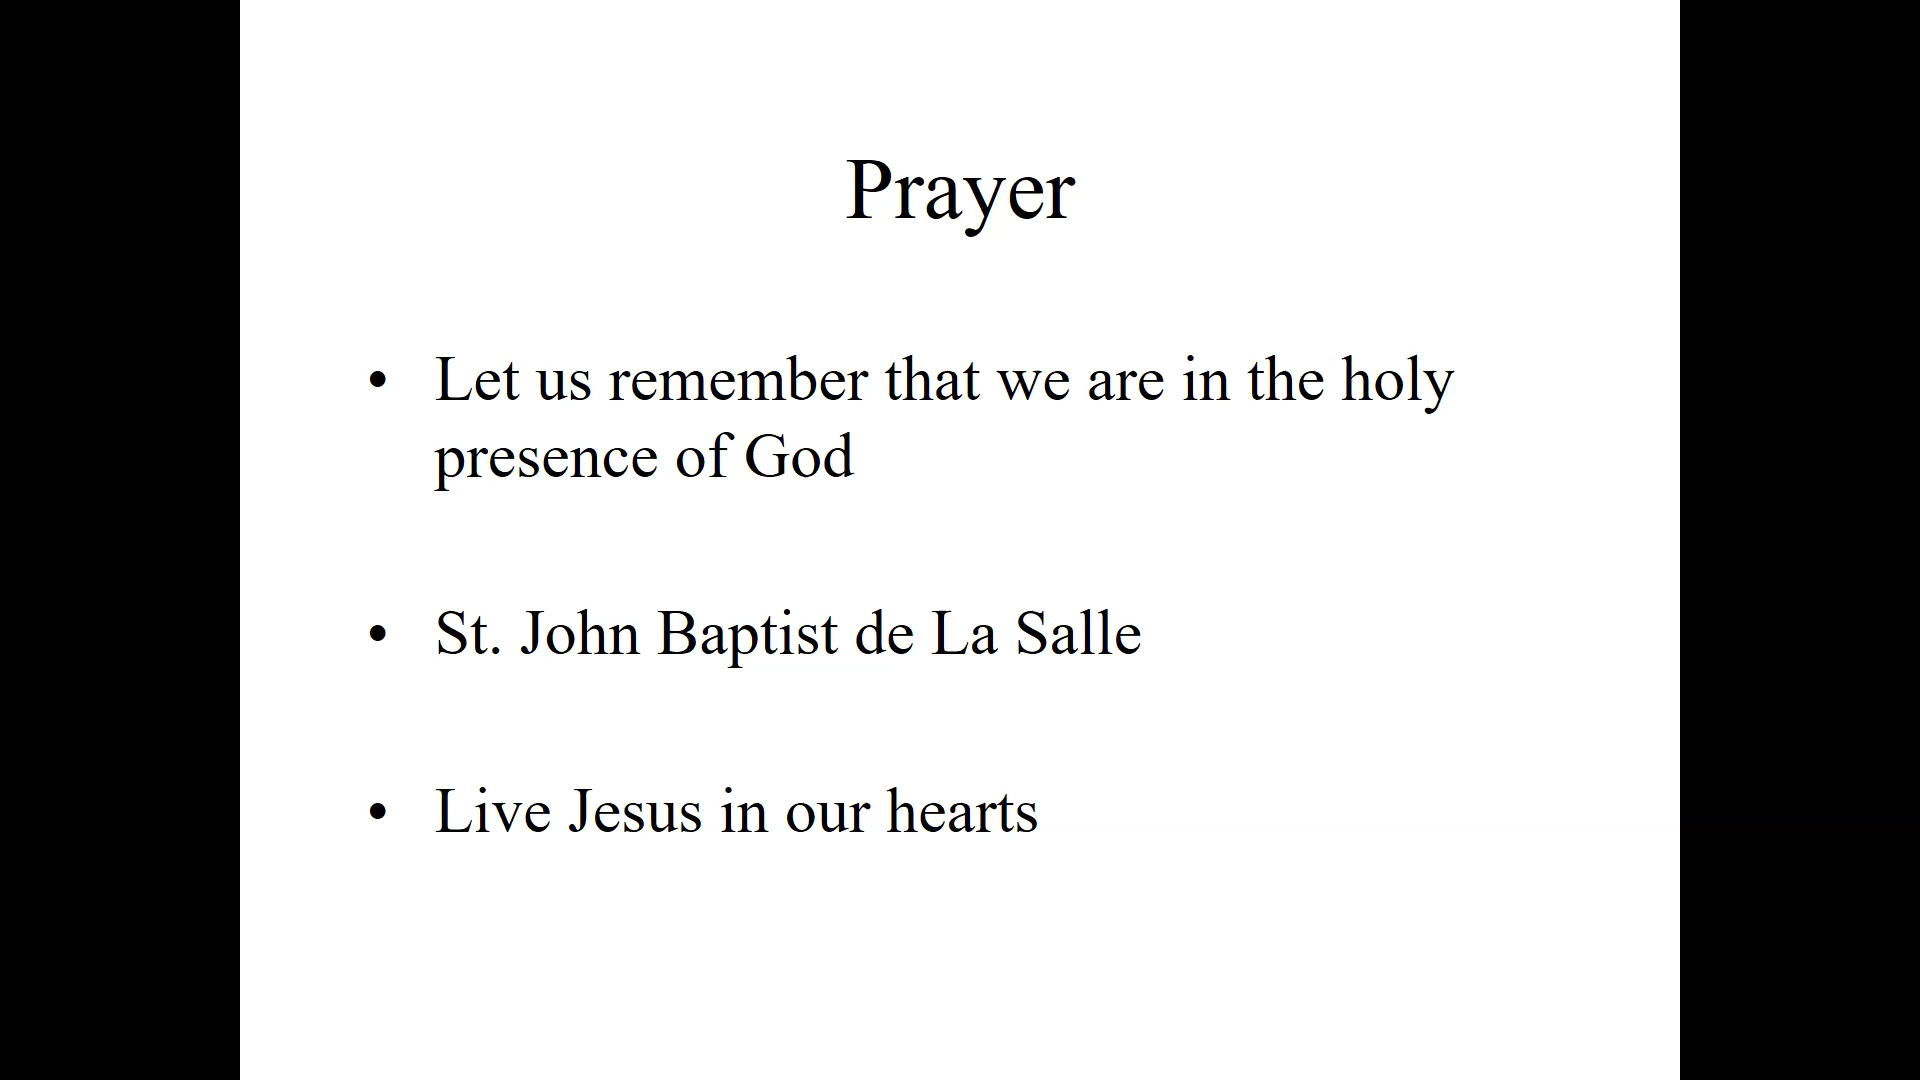 Prayer
• Let us remember that we are in the holy
presence of God
• St. John Baptist de La Salle
• Live Jesus in our hearts